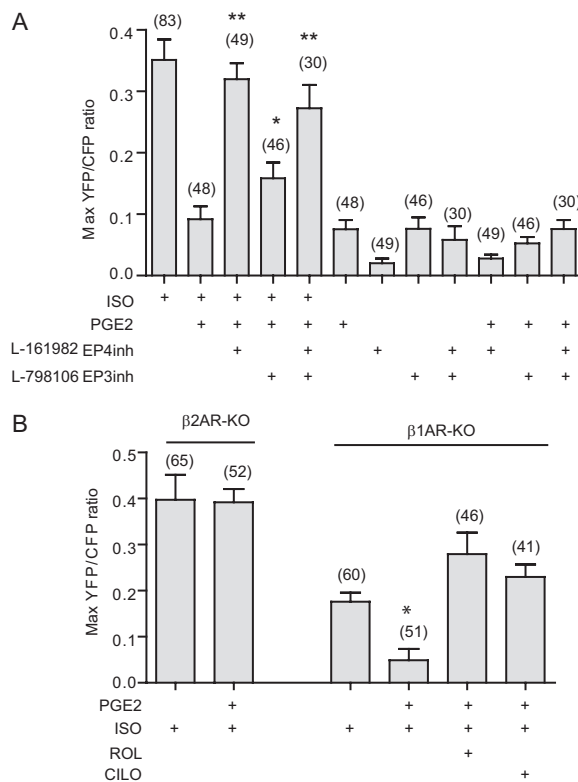 A
Max YFP/CFP ratio
0.4
0.3
0.2
0.1
0.0
(83)
(48)
**
(49)
*
(46)
**
(30)
(48)
(49)
(46)
(30)
(49)
(46)
(30)
ISO + + + + +
PGE2 + + + + + + + +
L-161982 EP4inh + + + + + +
L-798106 EP3inh + + + + + +
B
β2AR-KO
β1AR-KO
Max YFP/CFP ratio
0.5
0.4
0.3
0.2
0.1
0.0
(65)
(52)
(60)
*
(51)
(46)
(41)
PGE2 + + + +
ISO + + + + + +
ROL +
CILO +